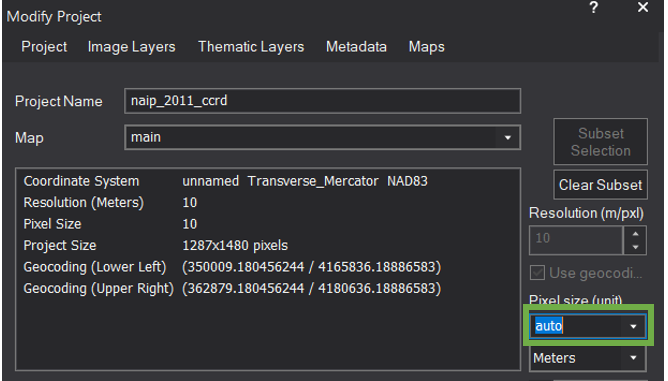 Modify Project ? ×
Project Image Layers Thematic Layers Metadata Maps
Project Name naip_2011_ccrd
Map main
Subset Selection
Clear Subset
Coordinate System unnamed Transverse_Mercator NAD83
Resolution (Meters) 10
Pixel Size 10
Project Size 1287x1480 pixels
Geocoding (Lower Left) (350009.180456244 / 4165836.18886583)
Geocoding (Upper Right) (362879.180456244 / 4180636.18886583)
Resolution (m/pxl)
10
Use geocodi...
Pixel size (unit)
auto
Meters